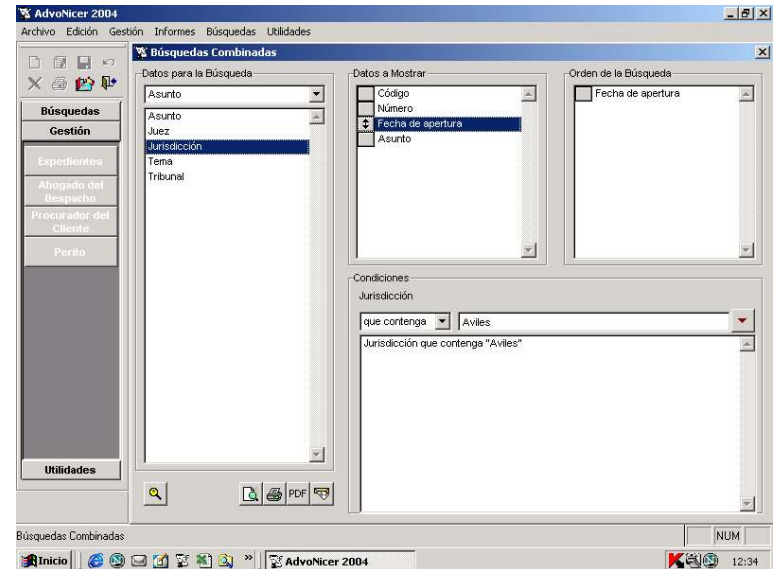 AdvoNicer 2004
Archivo Edición Gestión Informes Búsquedas Utilidades
Búsquedas
Gestión
Expedientes
Abogado del
Despacho
Procurador del
Cliente
Perito
Utilidades
Búsquedas Combinadas
Datos para la Búsqueda
Asunto
Asunto
Juez
Jurisdicción
Tema
Tribunal
PDF
Datos a Mostrar
Código
Número
Fecha de apertura
Asunto
Orden de la Búsqueda
Fecha de apertura
Condiciones
Jurisdicción
que contenga Aviles
Jurisdicción que contenga "Aviles"
Búsquedas Combinadas NUM
Inicio » AdvoNicer 2004 12:34